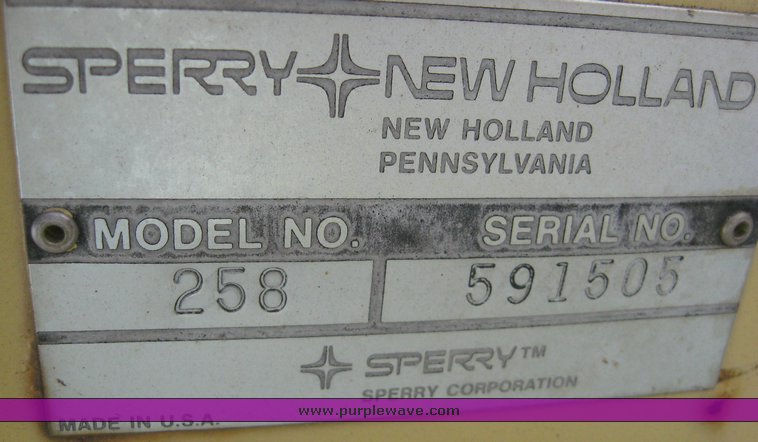 SPERRY NEW HOLLAND
NEW HOLLAND
PENNSYLVANIA
MODEL NO. SERIAL NO.
258 591505
SPERRY™
SPERRY CORPORATION
www.purplewave.com
MADE IN U.S.A.